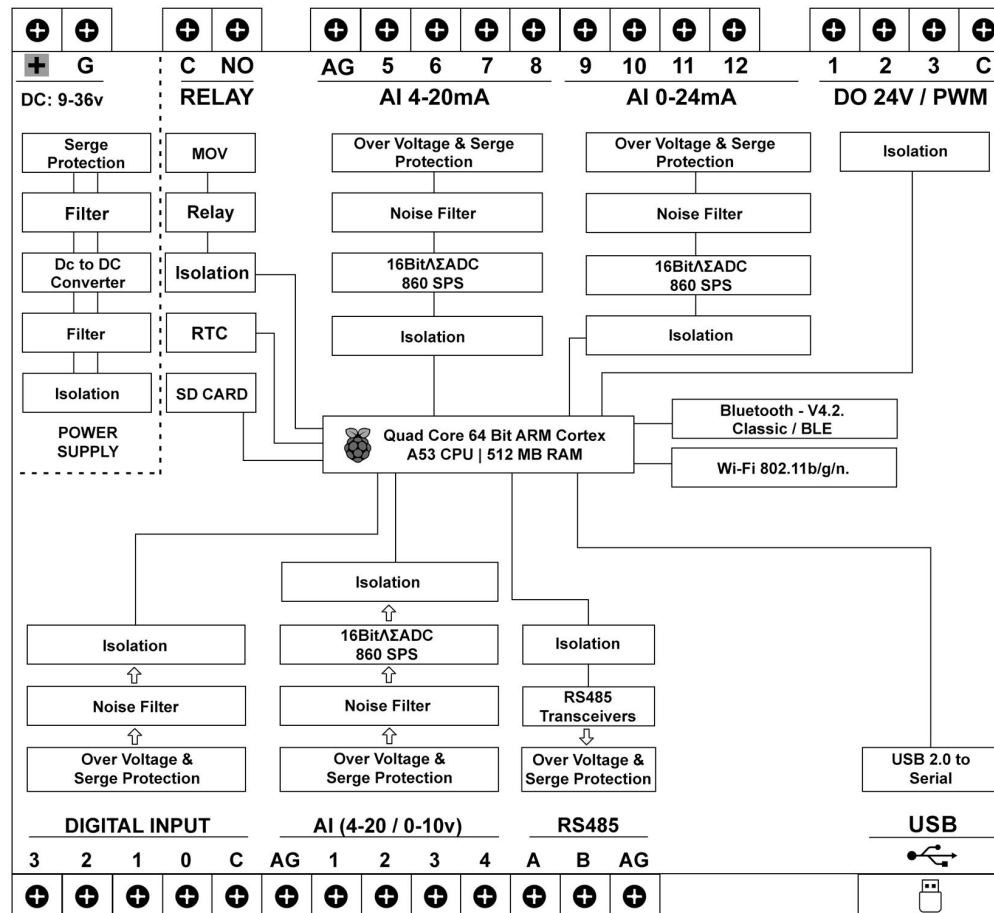 + G
DC: 9-36v
C NO
RELAY
AG 5 6 7 8
AI 4-20mA
9 10 11 12
AI 0-24mA
1 2 3 C
DO 24V / PWM
Serge
Protection
Filter
Dc to DC
Converter
Filter
Isolation
POWER
SUPPLY
MOV
Relay
Isolation
RTC
SD CARD
Over Voltage & Serge
Protection
Noise Filter
16BitΛΣADC
860 SPS
Isolation
Over Voltage & Serge
Protection
Noise Filter
16BitΛΣADC
860 SPS
Isolation
Isolation
Quad Core 64 Bit ARM Cortex
A53 CPU | 512 MB RAM
Bluetooth - V4.2.
Classic / BLE
Wi-Fi 802.11b/g/n.
Isolation
Noise Filter
Over Voltage &
Serge Protection
Isolation
16BitΛΣADC
860 SPS
Noise Filter
Over Voltage &
Serge Protection
Isolation
RS485
Transceivers
Over Voltage &
Serge Protection
USB 2.0 to
Serial
DIGITAL INPUT
3 2 1 0 C
AI (4-20 / 0-10v)
AG 1 2 3 4
RS485
A B AG
USB